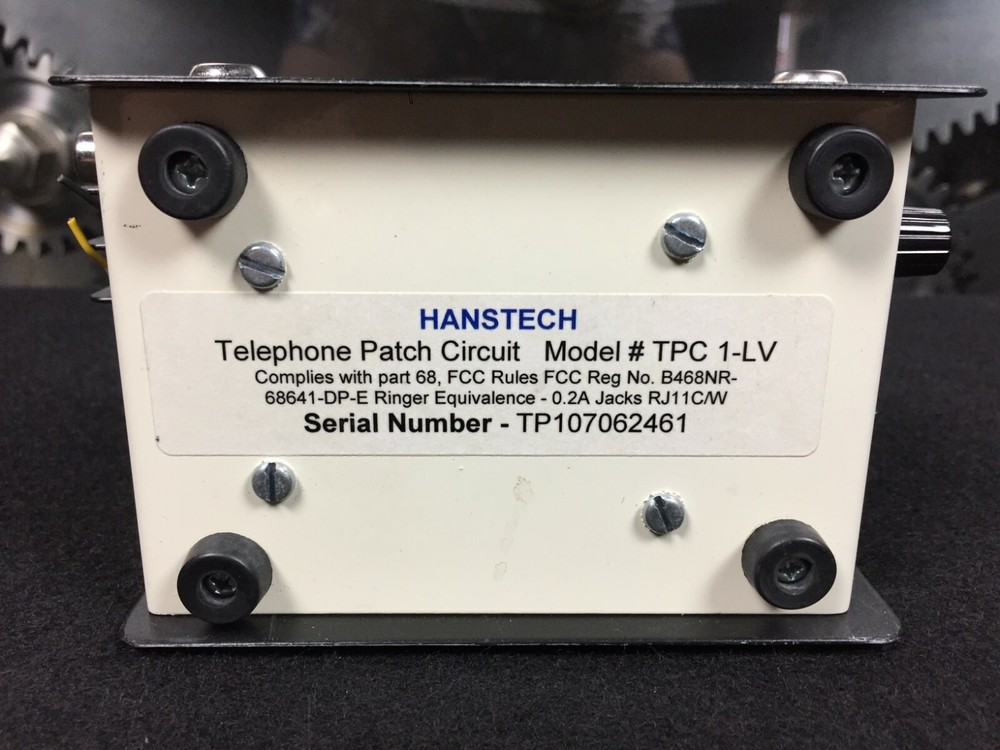 HANSTECH
Telephone Patch Circuit Model # TPC 1-LV
Complies with part 68, FCC Rules FCC Reg No. B468NR-
68641-DP-E Ringer Equivalence - 0.2A Jacks RJ11C/W
Serial Number - TP107062461